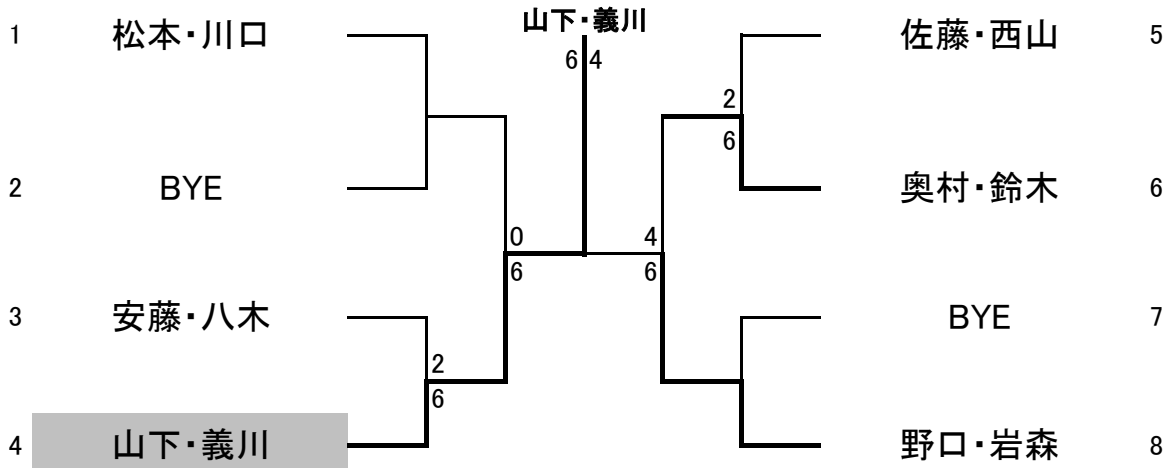 山下・義川
6 4
1 松本・川口
2 BYE
0
6
3 安藤・八木
2
6
4 山下・義川
佐藤・西山 5
2
6
奥村・鈴木 6
4
6
BYE 7
野口・岩森 8